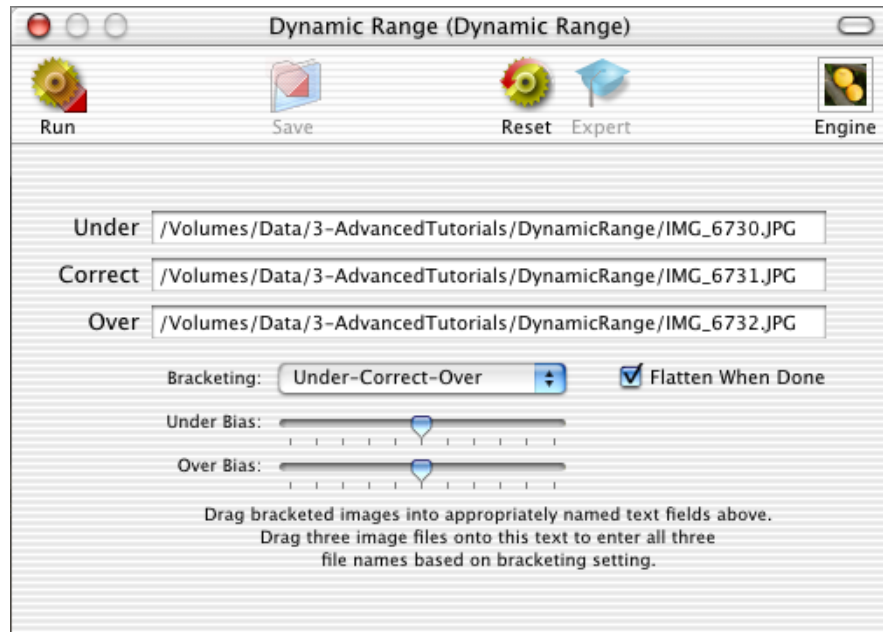 Dynamic Range (Dynamic Range)
Run Save Reset Expert Engine
Under /Volumes/Data/3-AdvancedTutorials/DynamicRange/IMG_6730.JPG
Correct /Volumes/Data/3-AdvancedTutorials/DynamicRange/IMG_6731.JPG
Over /Volumes/Data/3-AdvancedTutorials/DynamicRange/IMG_6732.JPG
Bracketing: Under-Correct-Over Flatten When Done
Under Bias:
Over Bias:
Drag bracketed images into appropriately named text fields above.
Drag three image files onto this text to enter all three
file names based on bracketing setting.